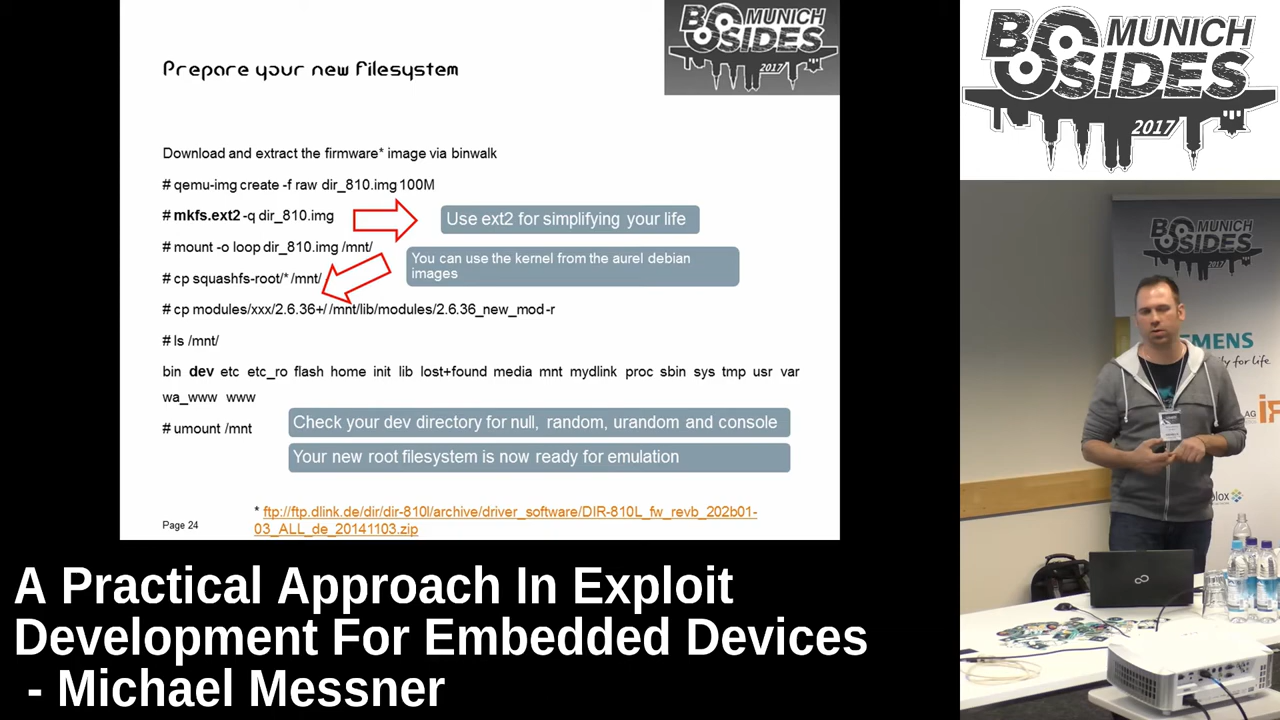 Prepare your new filesystem
BSIDES MUNICH
2017
Download and extract the firmware* image via binwalk
# qemu-img create -f raw dir_810.img 100M
# mkfs.ext2 -q dir_810.img
Use ext2 for simplifying your life
# mount -o loop dir_810.img /mnt/
You can use the kernel from the aurel debian
images
# cp squashfs-root/* /mnt/
# cp modules/xxx/2.6.36+/ /mnt/lib/modules/2.6.36_new_mod -r
# ls /mnt/
bin dev etc etc_ro flash home init lib lost+found media mnt mydlink proc sbin sys tmp usr var
wa_www www
Check your dev directory for null, random, urandom and console
# umount /mnt
Your new root filesystem is now ready for emulation
* ftp://ftp.dlink.de/dir/dir-810l/archive/driver_software/DIR-810L_fw_revb_202b01-
03_ALL_de_20141103.zip
Page 24
BSIDES MUNICH
2017
MUNICH
SIDES
2017
EMENS
y for life
AG
A Practical Approach In Exploit
Development For Embedded Devices
- Michael Messner